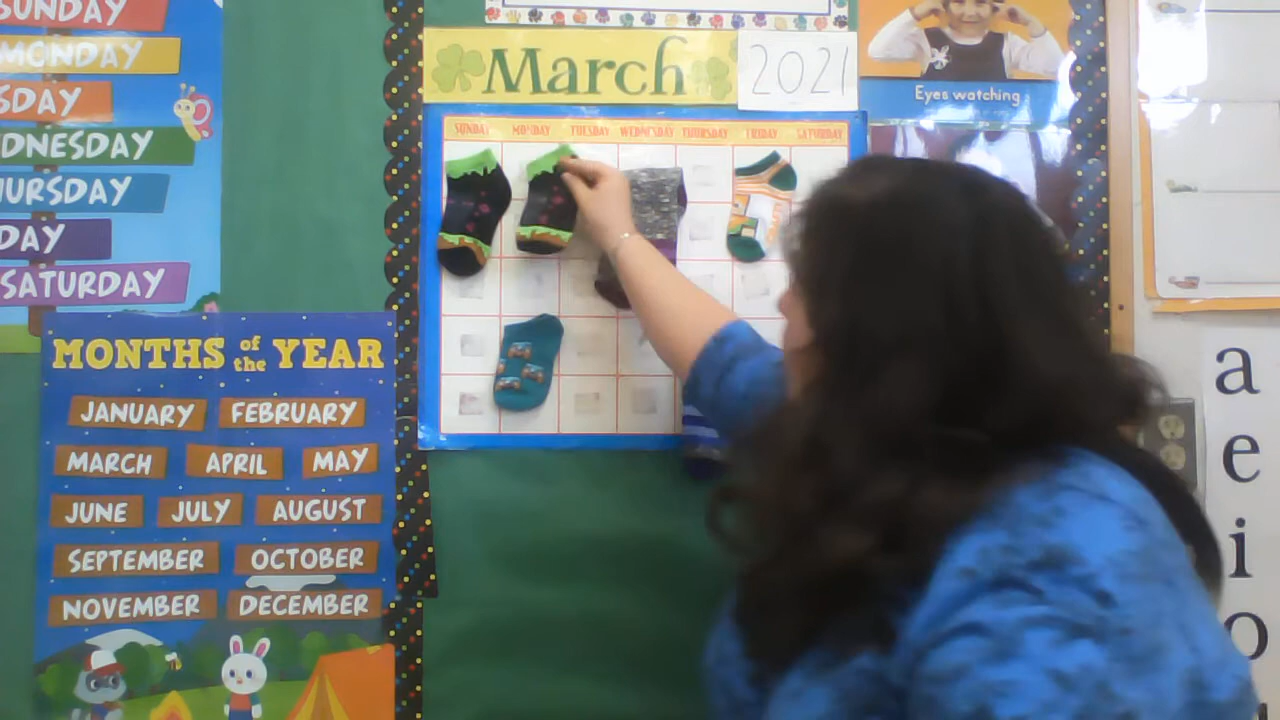 SUNDAY
MONDAY
SDAY
DNESDAY
URSDAY
DAY
SATURDAY
MONTHS of the YEAR
JANUARY FEBRUARY
MARCH APRIL MAY
JUNE JULY AUGUST
SEPTEMBER OCTOBER
NOVEMBER DECEMBER
March 2021
SUNDAY MONDAY TUESDAY WEDNESDAY THURSDAY FRIDAY SATURDAY
Eyes watching
a
e
i
o